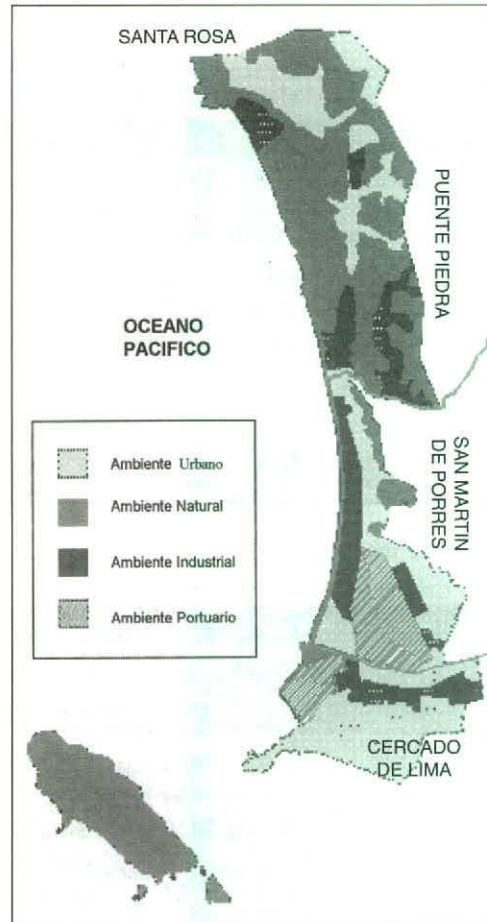 SANTA ROSA
PUENTE PIEDRA
OCEANO
PACIFICO
Ambiente Urbano
Ambiente Natural
Ambiente Industrial
Ambiente Portuario
SAN MARTIN
DE PORRES
CERCADO
DE LIMA